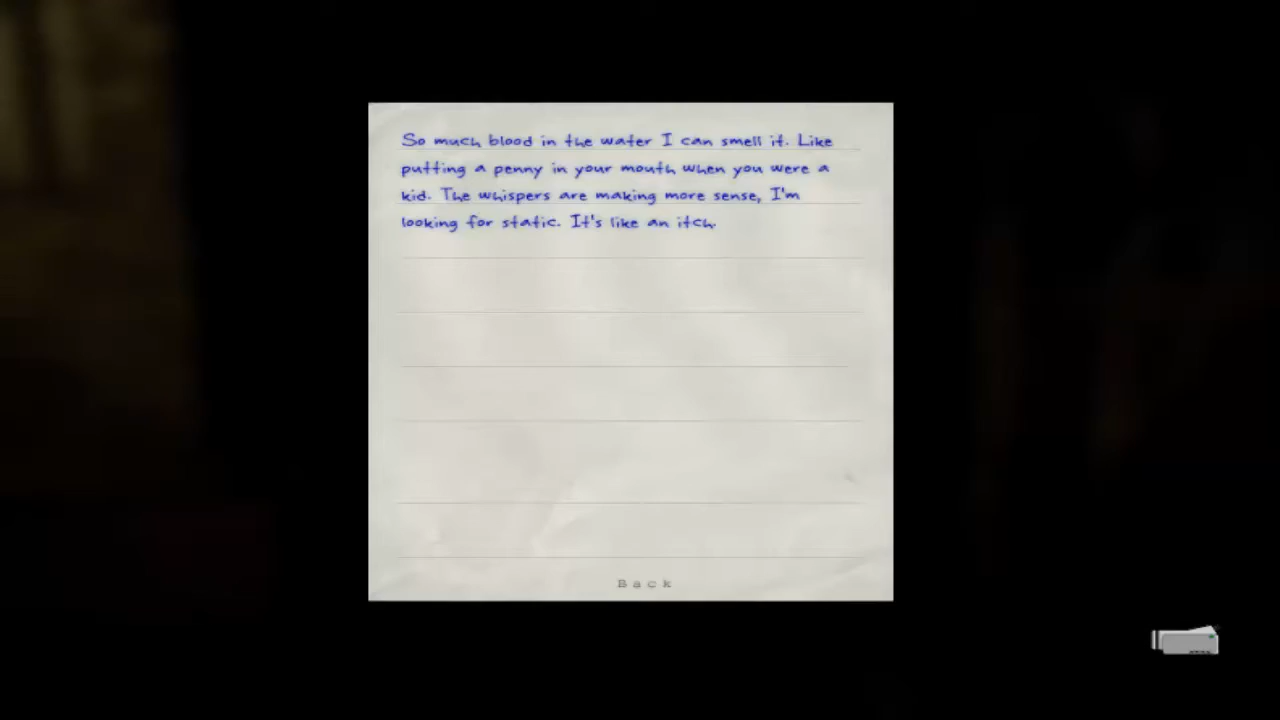 So much blood in the water I can smell it. Like
putting a penny in your mouth when you were a
kid. The whispers are making more sense, I'm
looking for static. It's like an itch.
Back